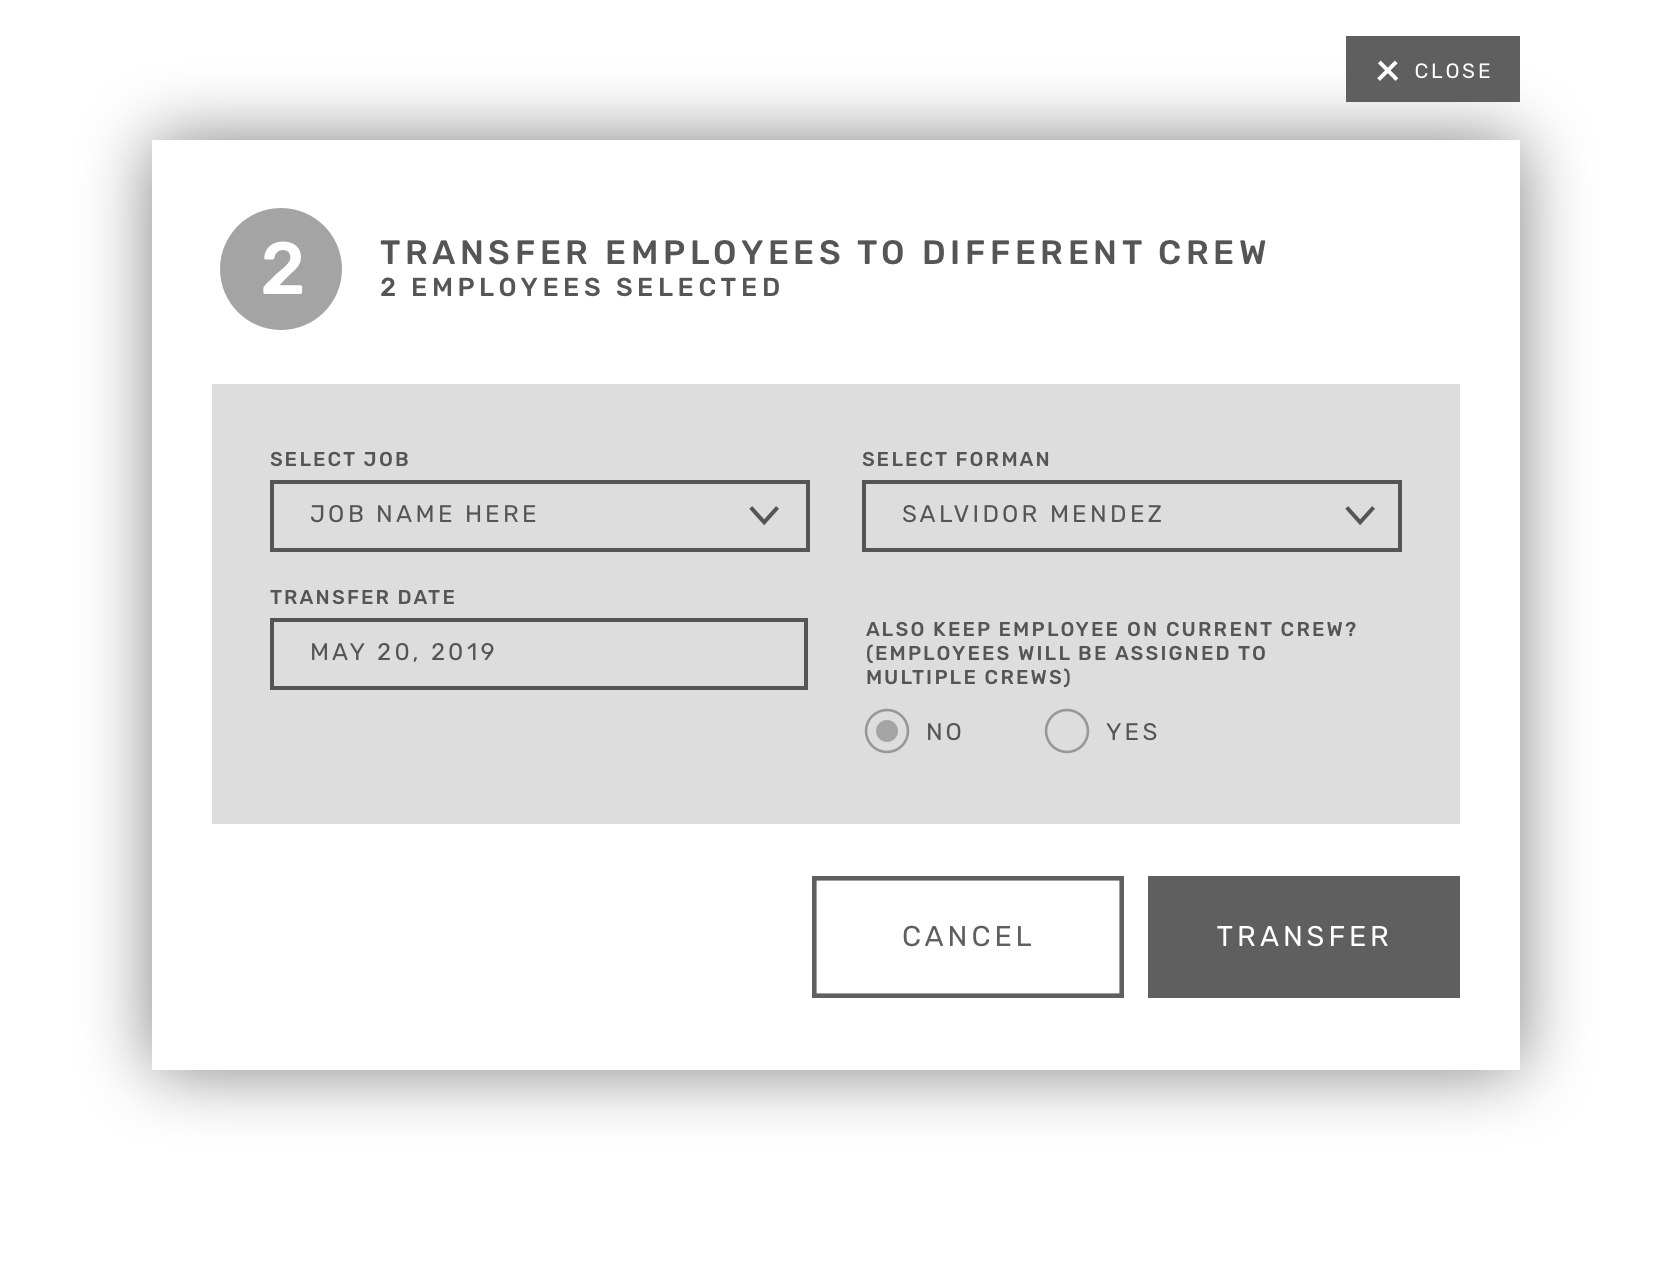 CLOSE
2
TRANSFER EMPLOYEES TO DIFFERENT CREW
2 EMPLOYEES SELECTED
SELECT JOB
JOB NAME HERE
SELECT FORMAN
SALVIDOR MENDEZ
TRANSFER DATE
MAY 20, 2019
ALSO KEEP EMPLOYEE ON CURRENT CREW?
(EMPLOYEES WILL BE ASSIGNED TO
MULTIPLE CREWS)
NO
YES
CANCEL
TRANSFER